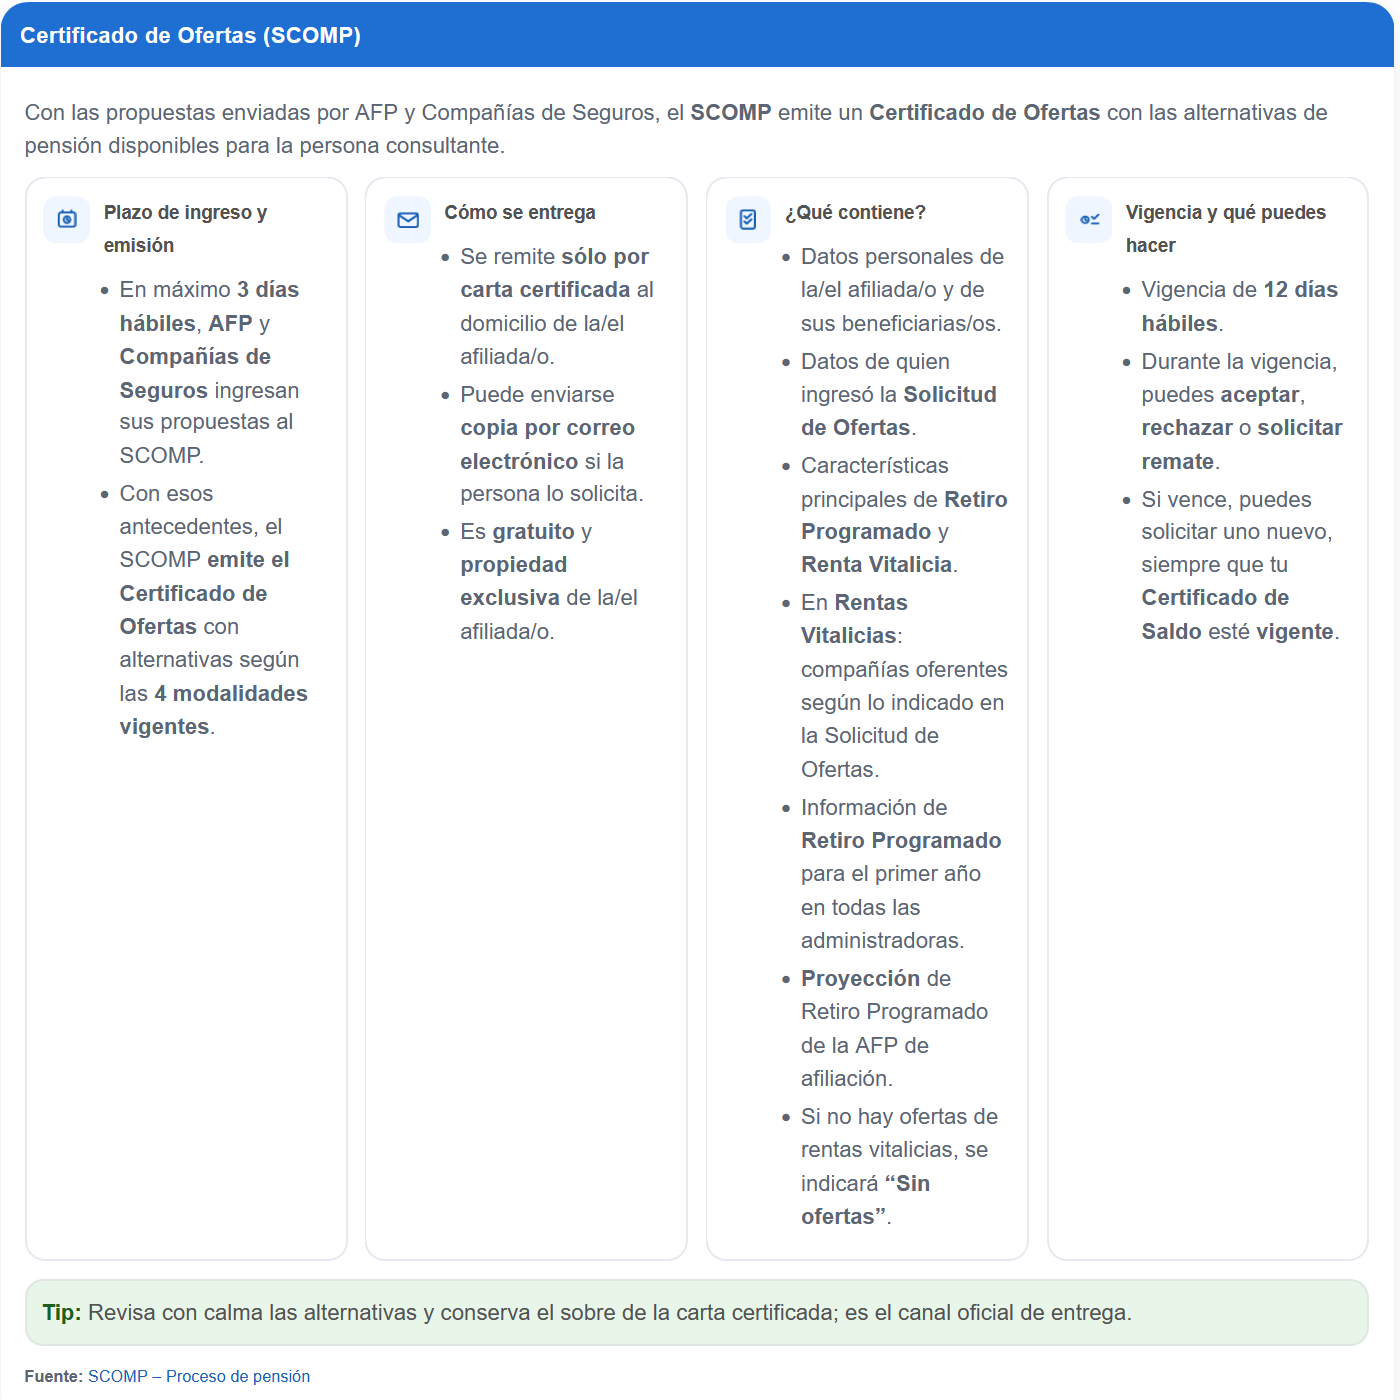 Certificado de Ofertas (SCOMP)
Con las propuestas enviadas por AFP y Compañías de Seguros, el SCOMP emite un Certificado de Ofertas con las alternativas de
pensión disponibles para la persona consultante.
Plazo de ingreso y
emisión
• En máximo 3 días
hábiles, AFP y
Compañías de
Seguros ingresan
sus propuestas al
SCOMP.
• Con esos
antecedentes, el
SCOMP emite el
Certificado de
Ofertas con
alternativas según
las 4 modalidades
vigentes.
Cómo se entrega
• Se remite sólo por
carta certificada al
domicilio de la/el
afiliada/o.
• Puede enviarse
copia por correo
electrónico si la
persona lo solicita.
• Es gratuito y
propiedad
exclusiva de la/el
afiliada/o.
¿Qué contiene?
• Datos personales de
la/el afiliada/o y de
sus beneficiarias/os.
• Datos de quien
ingresó la Solicitud
de Ofertas.
• Características
principales de Retiro
Programado y
Renta Vitalicia.
• En Rentas
Vitalicias:
compañías oferentes
según lo indicado en
la Solicitud de
Ofertas.
• Información de
Retiro Programado
para el primer año
en todas las
administradoras.
• Proyección de
Retiro Programado
de la AFP de
afiliación.
• Si no hay ofertas de
rentas vitalicias, se
indicará “Sin
ofertas”.
Vigencia y qué puedes
hacer
• Vigencia de 12 días
hábiles.
• Durante la vigencia,
puedes aceptar,
rechazar o solicitar
remate.
• Si vence, puedes
solicitar uno nuevo,
siempre que tu
Certificado de
Saldo esté vigente.
Tip: Revisa con calma las alternativas y conserva el sobre de la carta certificada; es el canal oficial de entrega.
Fuente: SCOMP – Proceso de pensión